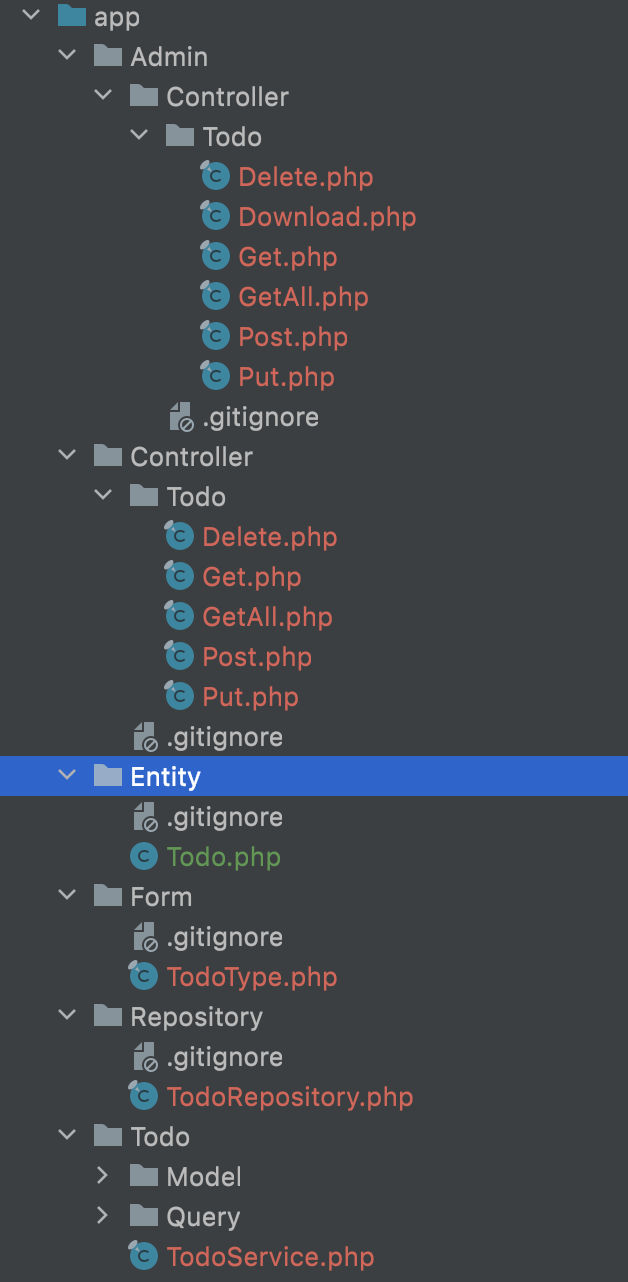 app
Admin
Controller
Todo
Delete.php
Download.php
Get.php
GetAll.php
Post.php
Put.php
.gitignore
Controller
Todo
Delete.php
Get.php
GetAll.php
Post.php
Put.php
.gitignore
Entity
.gitignore
Todo.php
Form
.gitignore
TodoType.php
Repository
.gitignore
TodoRepository.php
Todo
Model
Query
TodoService.php